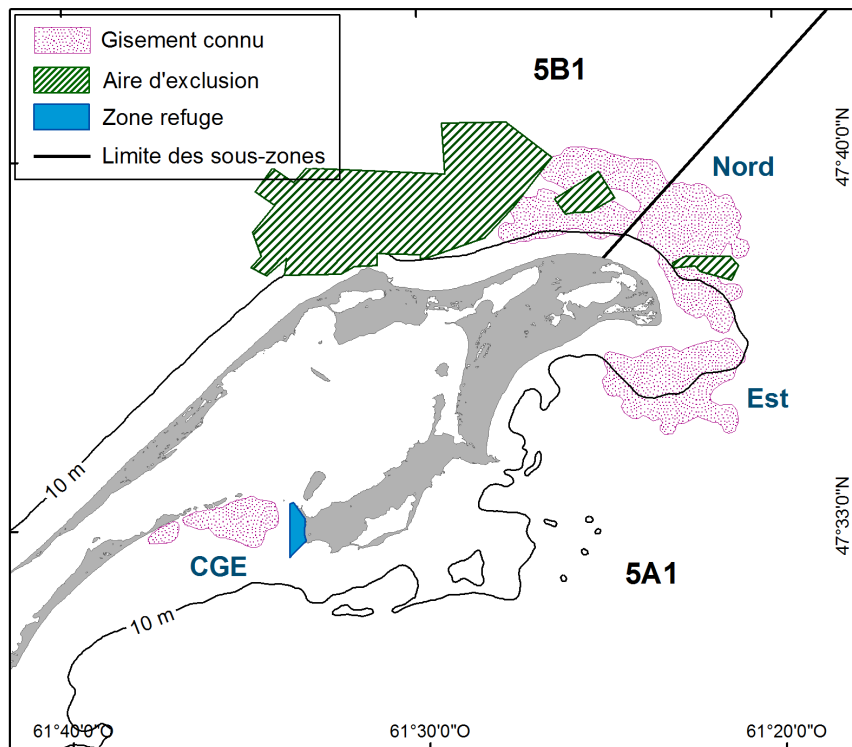 Gisement connu
Aire d'exclusion
Zone refuge
Limite des sous-zones
5B1
Nord
47°40'0"N
Est
10 m
47°33'0"N
CGE
5A1
10 m
61°40'0"O
61°30'0"O
61°20'0"O